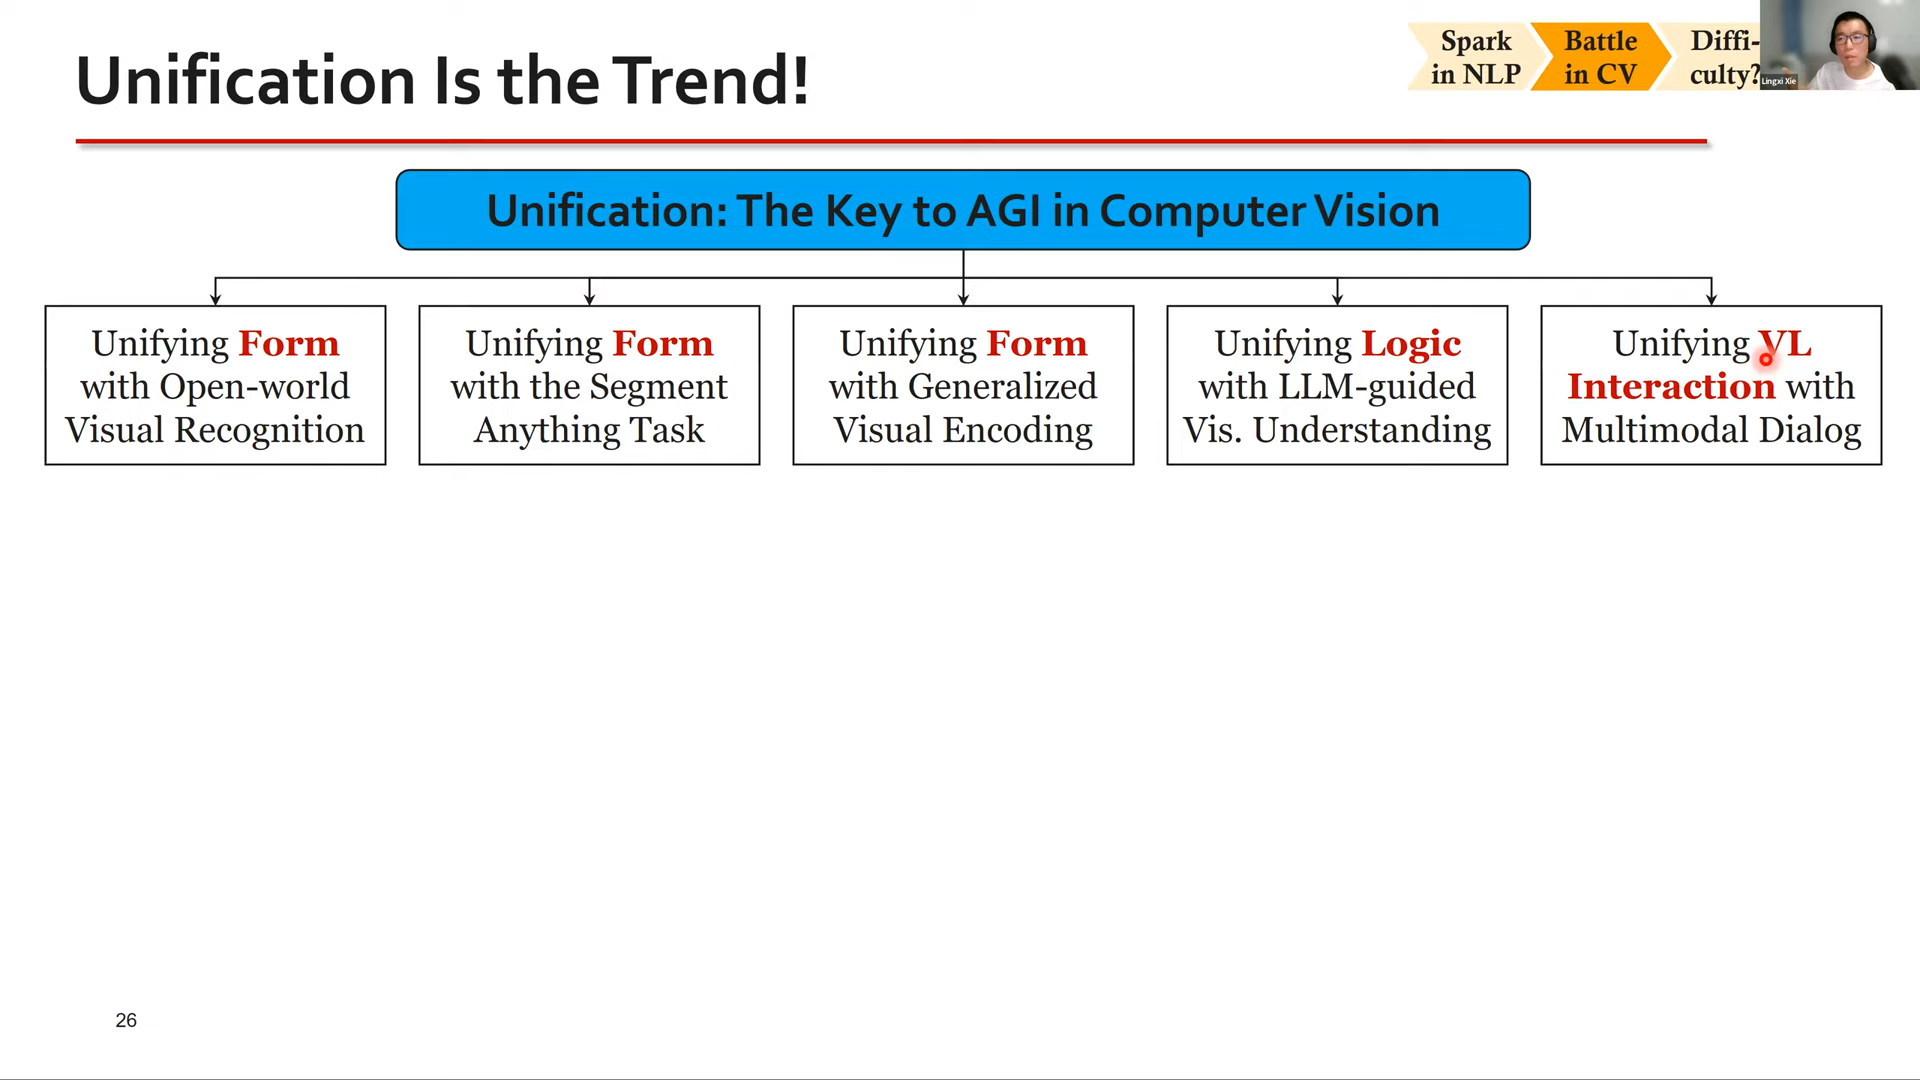 Unification Is the Trend!
Spark
in NLP
Battle
in CV
Diffi-
culty?
Lingxi Xie
Unification: The Key to AGI in Computer Vision
Unifying Form
with Open-world
Visual Recognition
Unifying Form
with the Segment
Anything Task
Unifying Form
with Generalized
Visual Encoding
Unifying Logic
with LLM-guided
Vis. Understanding
Unifying VL
Interaction with
Multimodal Dialog
26